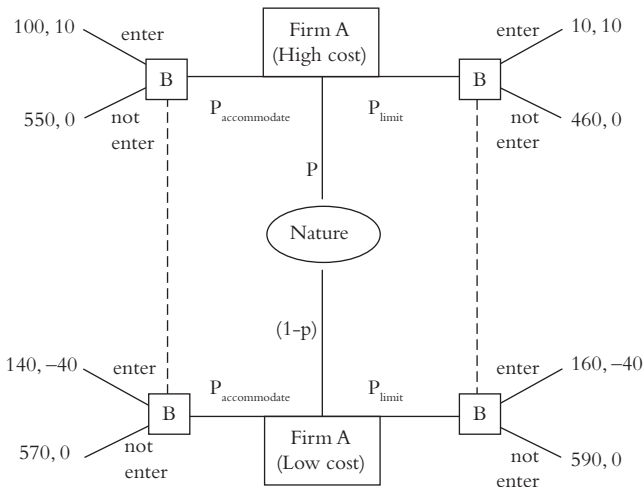 100, 10
enter
Firm A
(High cost)
enter
10, 10
B
B
550, 0
not
enter
P accommodate
P limit
not
enter
460, 0
P
Nature
(1-p)
140, −40
enter
P accommodate
P limit
enter
160, −40
B
B
570, 0
not
enter
Firm A
(Low cost)
not
enter
590, 0